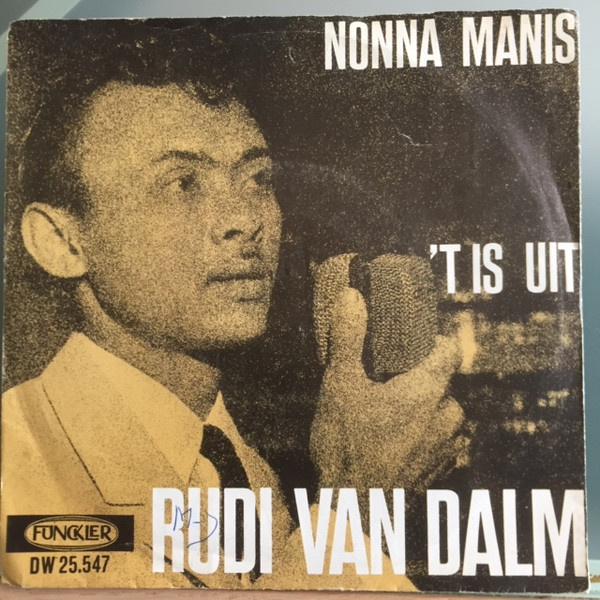 NONNA MANIS
'T IS UIT
RUDI VAN DALM
FUNCKLER
DW 25.547